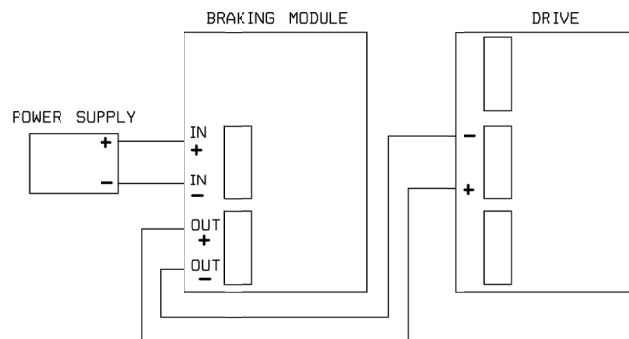 BRAKING MODULE
DRIVE
POWER SUPPLY
+
−
IN
+
IN
−
OUT
+
OUT
−
−
+